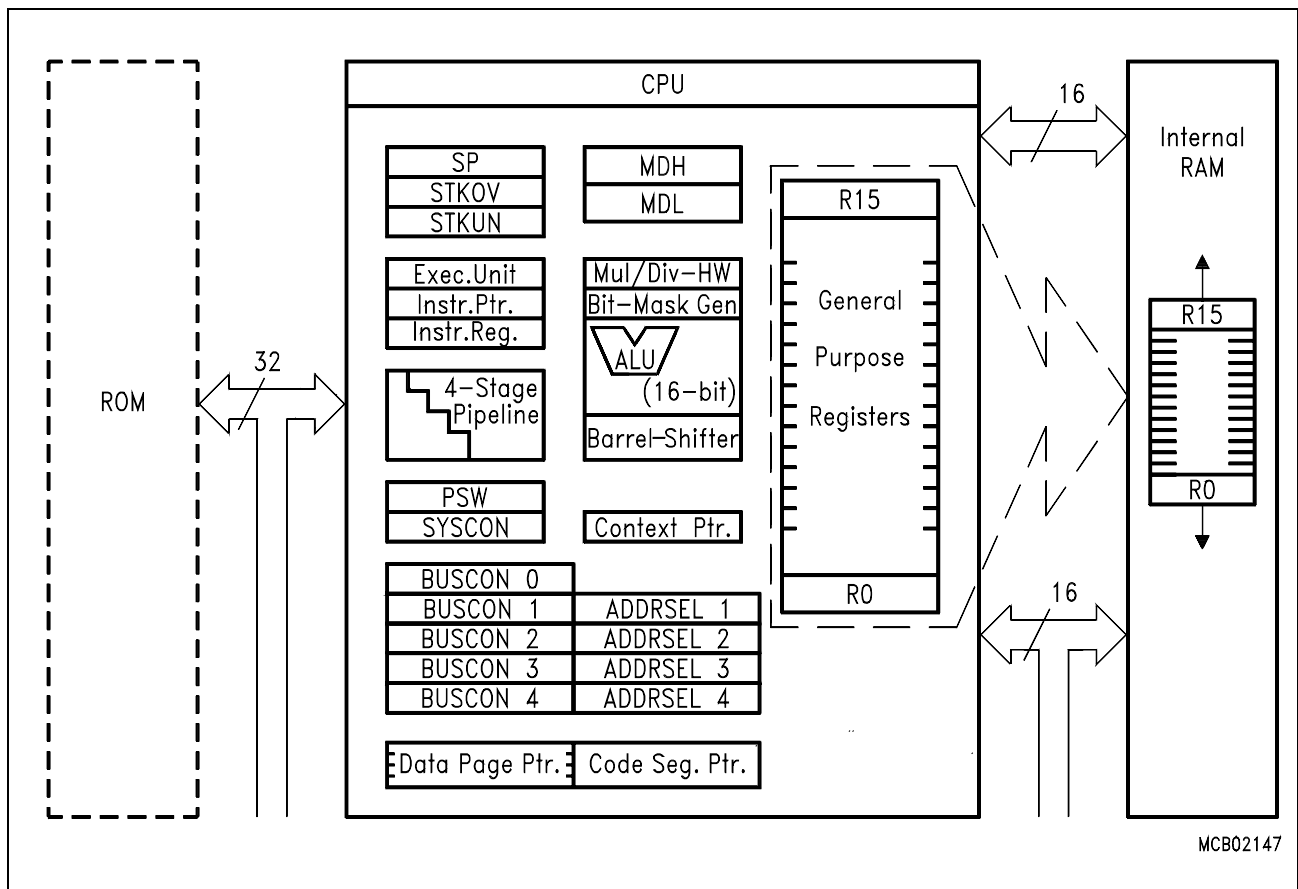 CPU
ROM
32
SP
STKOV
STKUN
MDH
MDL
Exec.Unit
Instr.Ptr.
Instr.Reg.
Mul/Div-HW
Bit-Mask Gen
ALU
(16-bit)
Barrel-Shifter
4-Stage
Pipeline
PSW
SYSCON
Context Ptr.
BUSCON 0
BUSCON 1 ADDRSEL 1
BUSCON 2 ADDRSEL 2
BUSCON 3 ADDRSEL 3
BUSCON 4 ADDRSEL 4
Data Page Ptr. Code Seg. Ptr.
R15
General
Purpose
Registers
R0
16
16
Internal
RAM
R15
R0
MCB02147